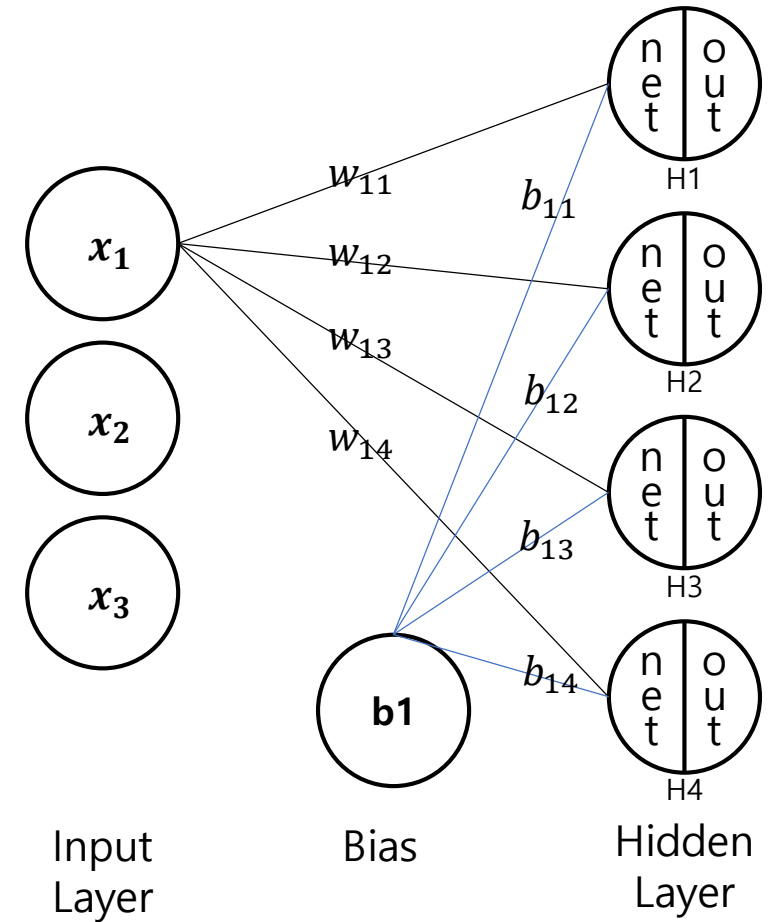 x₁
x₂
x₃
w₁₁
w₁₂
w₁₃
w₁₄
b₁₁
b₁₂
b₁₃
b₁₄
b1
net out
H1
net out
H2
net out
H3
net out
H4
Input
Layer
Bias
Hidden
Layer